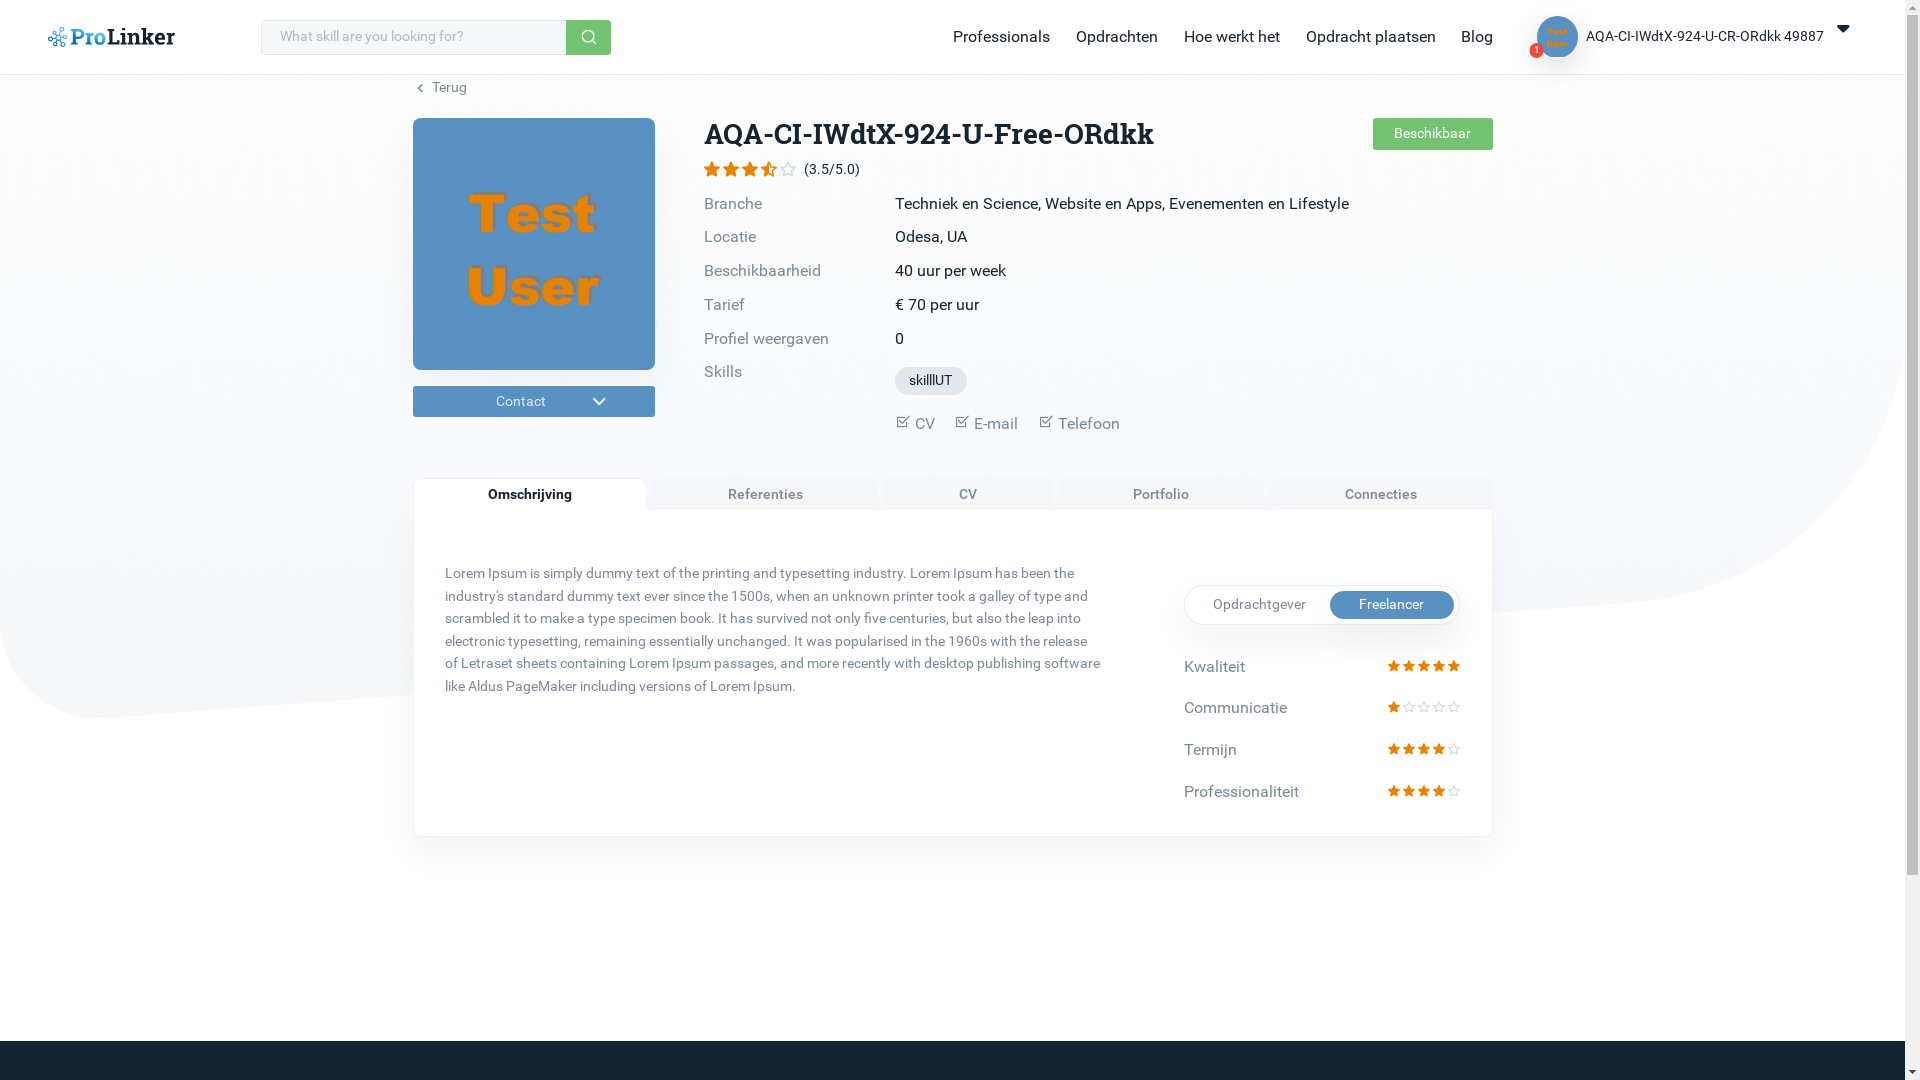 ProLinker
What skill are you looking for?
Professionals
Opdrachten
Hoe werkt het
Opdracht plaatsen
Blog
Test
User
1
AQA-CI-IWdtX-924-U-CR-ORdkk 49887
Terug
Test
User
Contact
AQA-CI-IWdtX-924-U-Free-ORdkk
Beschikbaar
(3.5/5.0)
Branche
Techniek en Science, Website en Apps, Evenementen en Lifestyle
Locatie
Odesa, UA
Beschikbaarheid
40 uur per week
Tarief
€ 70 per uur
Profiel weergaven
0
Skills
skilllUT
CV
E-mail
Telefoon
Omschrijving
Referenties
CV
Portfolio
Connecties
Lorem Ipsum is simply dummy text of the printing and typesetting industry. Lorem Ipsum has been the
industry's standard dummy text ever since the 1500s, when an unknown printer took a galley of type and
scrambled it to make a type specimen book. It has survived not only five centuries, but also the leap into
electronic typesetting, remaining essentially unchanged. It was popularised in the 1960s with the release
of Letraset sheets containing Lorem Ipsum passages, and more recently with desktop publishing software
like Aldus PageMaker including versions of Lorem Ipsum.
Opdrachtgever
Freelancer
Kwaliteit
Communicatie
Termijn
Professionaliteit